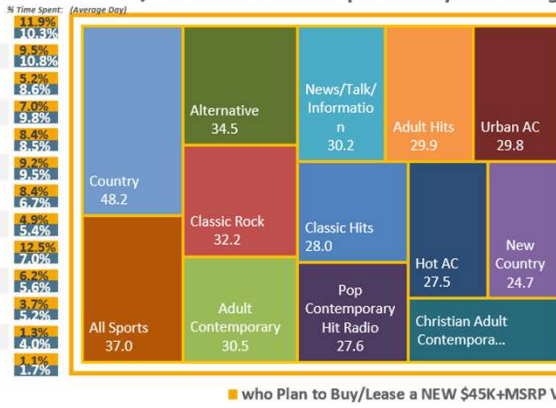 % Time Spent: (Average Day)
11.9%
10.3%
9.5%
10.8%
5.2%
8.6%
7.0%
9.8%
8.4%
8.5%
9.2%
9.5%
8.4%
6.7%
4.9%
5.4%
12.5%
7.0%
6.2%
5.6%
3.7%
5.2%
1.3%
4.0%
1.1%
1.7%
Country
48.2
All Sports
37.0
Alternative
34.5
Classic Rock
32.2
Adult
Contemporary
30.5
News/Talk/
Informatio
n
30.2
Adult Hits
29.9
Urban AC
29.8
Classic Hits
28.0
Pop
Contemporary
Hit Radio
27.6
Hot AC
27.5
New
Country
24.7
Christian Adult
Contempora...
who Plan to Buy/Lease a NEW $45K+MSRP V